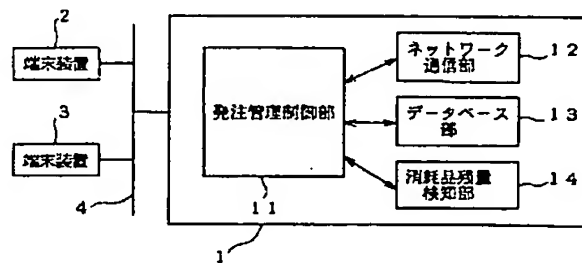 2
端末装置
3
端末装置
4
発注管理制御部
11
ネットワーク
通信部
12
データベース
部
13
消耗品残量
検知部
14
1